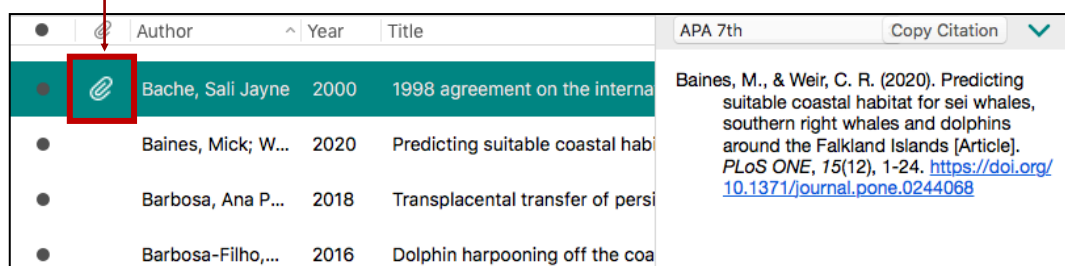 Author Year Title
Bache, Sali Jayne 2000 1998 agreement on the interna
Baines, Mick; W... 2020 Predicting suitable coastal habi
Barbosa, Ana P... 2018 Transplacental transfer of persi
Barbosa-Filho,... 2016 Dolphin harpooning off the coa
APA 7th Copy Citation
Baines, M., & Weir, C. R. (2020). Predicting
suitable coastal habitat for sei whales,
southern right whales and dolphins
around the Falkland Islands [Article].
PLoS ONE, 15(12), 1-24. https://doi.org/
10.1371/journal.pone.0244068